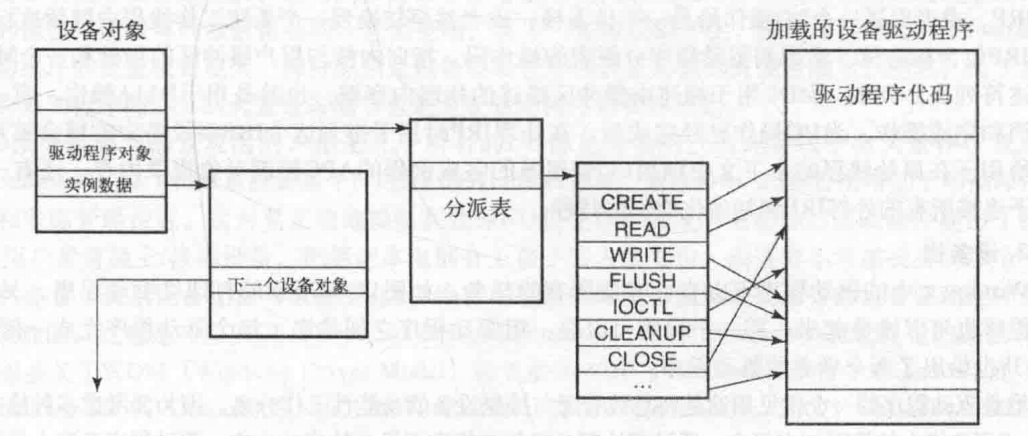 设备对象
驱动程序对象
实例数据
下一个设备对象
分派表
CREATE
READ
WRITE
FLUSH
IOCTL
CLEANUP
CLOSE
…
加载的设备驱动程序
驱动程序代码